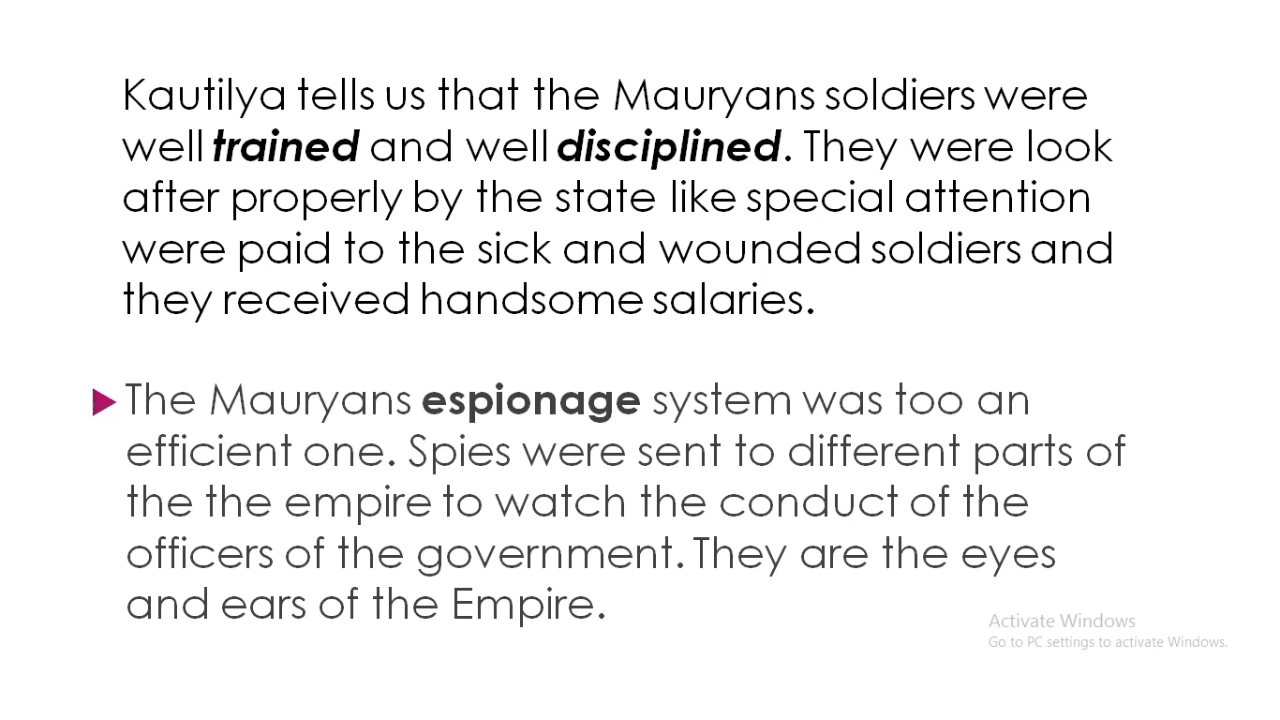 Kautilya tells us that the Mauryans soldiers were
well trained and well disciplined. They were look
after properly by the state like special attention
were paid to the sick and wounded soldiers and
they received handsome salaries.
The Mauryans espionage system was too an
efficient one. Spies were sent to different parts of
the the empire to watch the conduct of the
officers of the government. They are the eyes
and ears of the Empire.
Activate Windows
Go to PC settings to activate Windows.